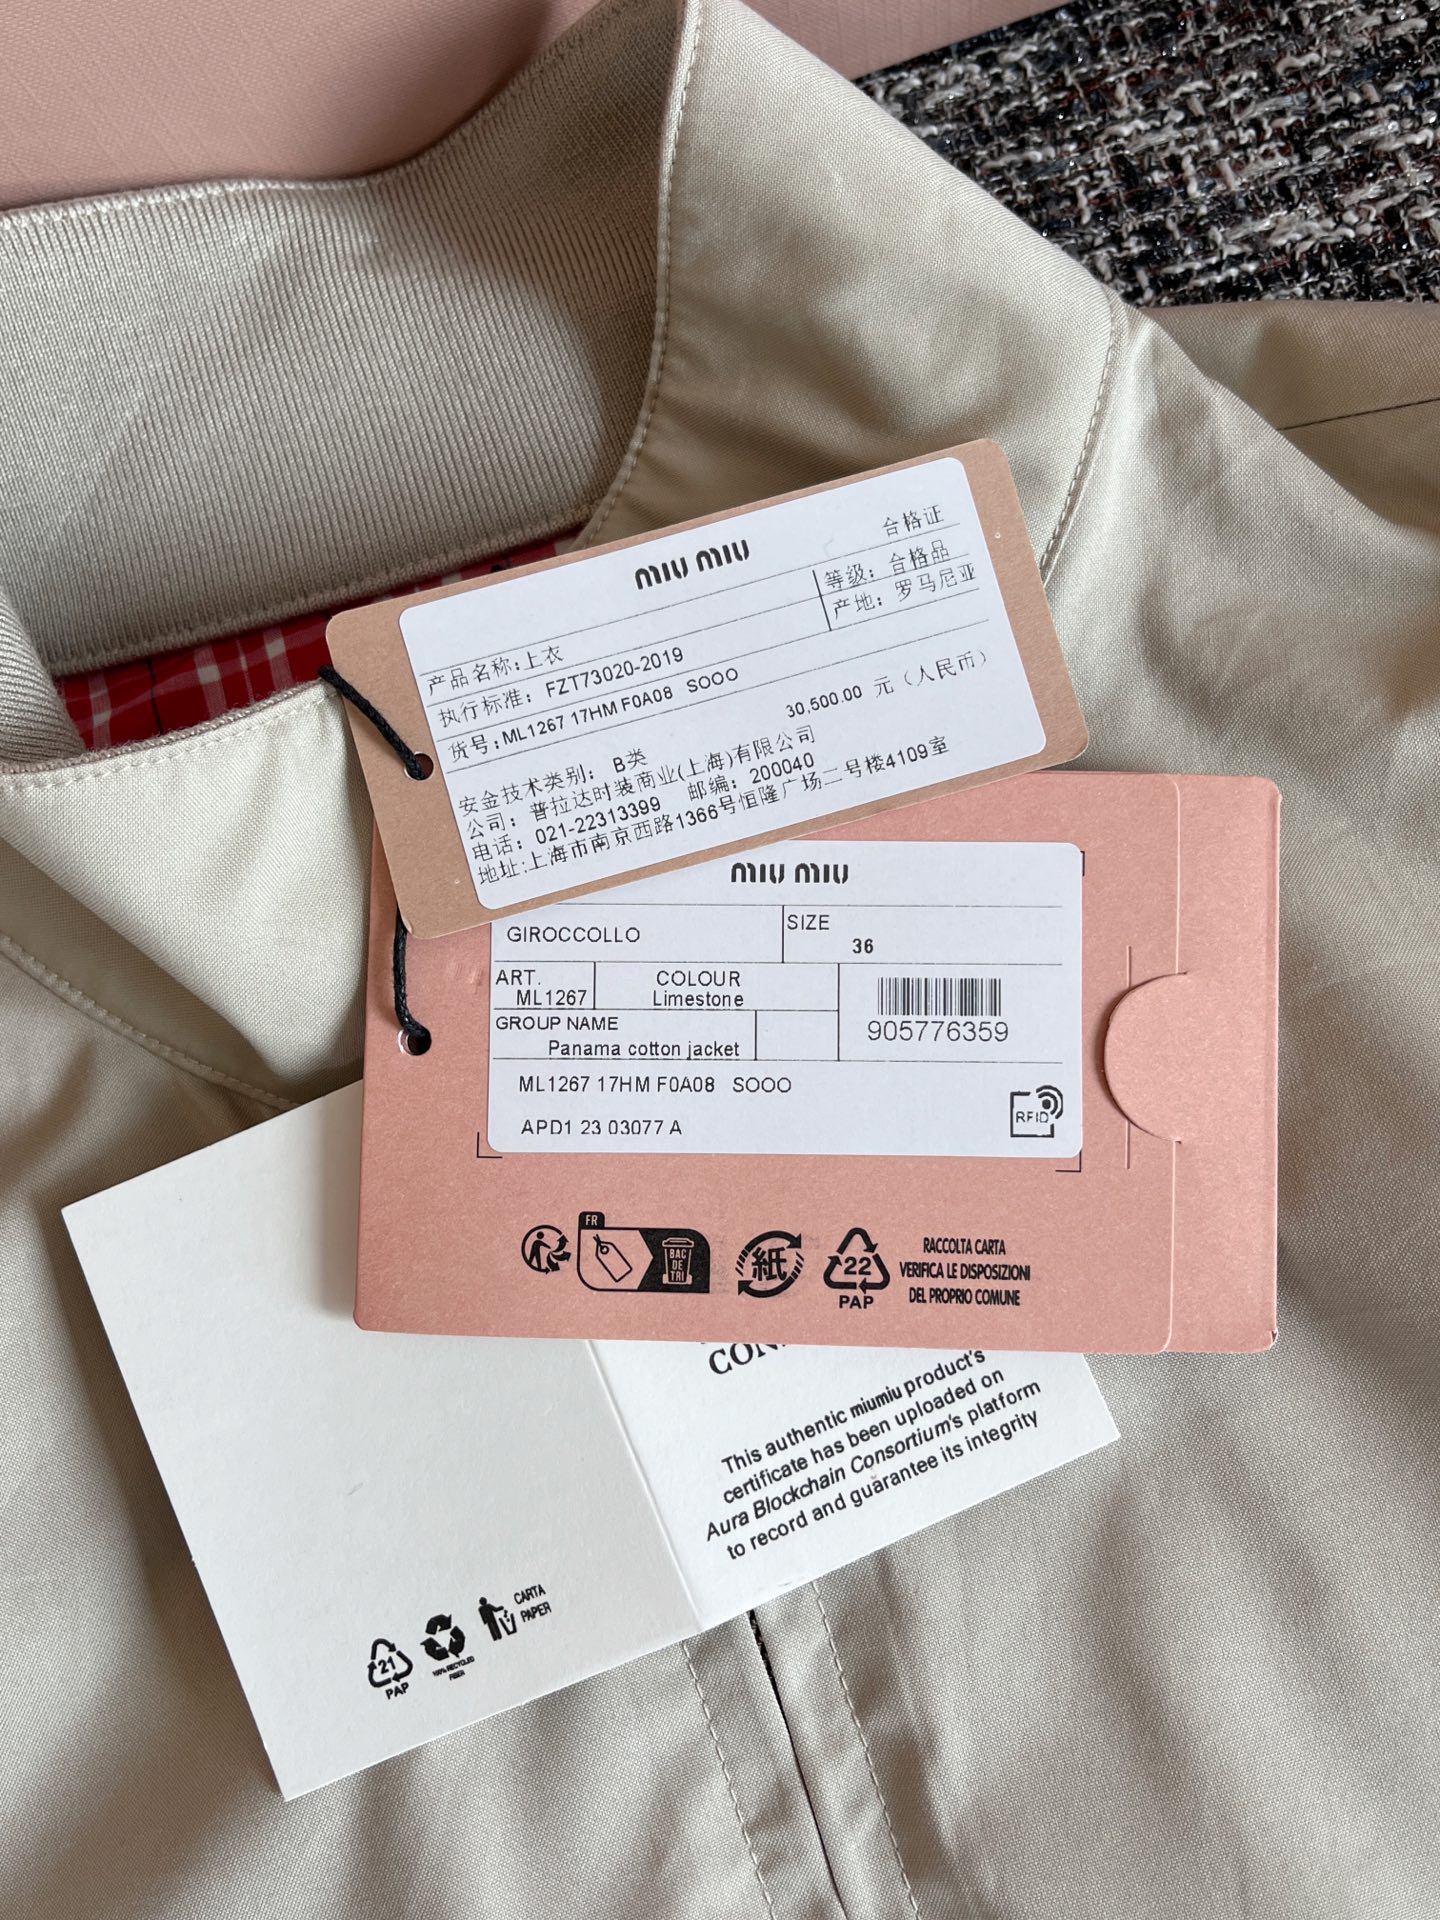 miu miu
合格证
等级: 合格品
产品名称:上衣
产地: 罗马尼亚
执行标准: FZT73020-2019
货号:ML1267 17HM F0A08 SOOO
30,500.00 元（人民币）
安金技术类别: B类
公司: 普拉达时装商业(上海)有限公司
电话: 021-22313399 邮编: 200040
地址:上海市南京西路1366号恒隆广场二号楼4109室
miu miu
GIROCCOLLO
SIZE
36
ART.
ML1267
COLOUR
Limestone
GROUP NAME
Panama cotton jacket
905776359
ML1267 17HM F0A08 SOOO
APD1 23 03077 A
RFID
FR
BAC
DE
TRI
紙
22
PAP
RACCOLTA CARTA
VERIFICA LE DISPOSIZIONI
DEL PROPRIO COMUNE
This authentic miumiu product's
certificate has been uploaded on
Aura Blockchain Consortium's platform
to record and guarantee its integrity
21
PAP
100% RECYCLED
FIBER
CARTA
PAPER